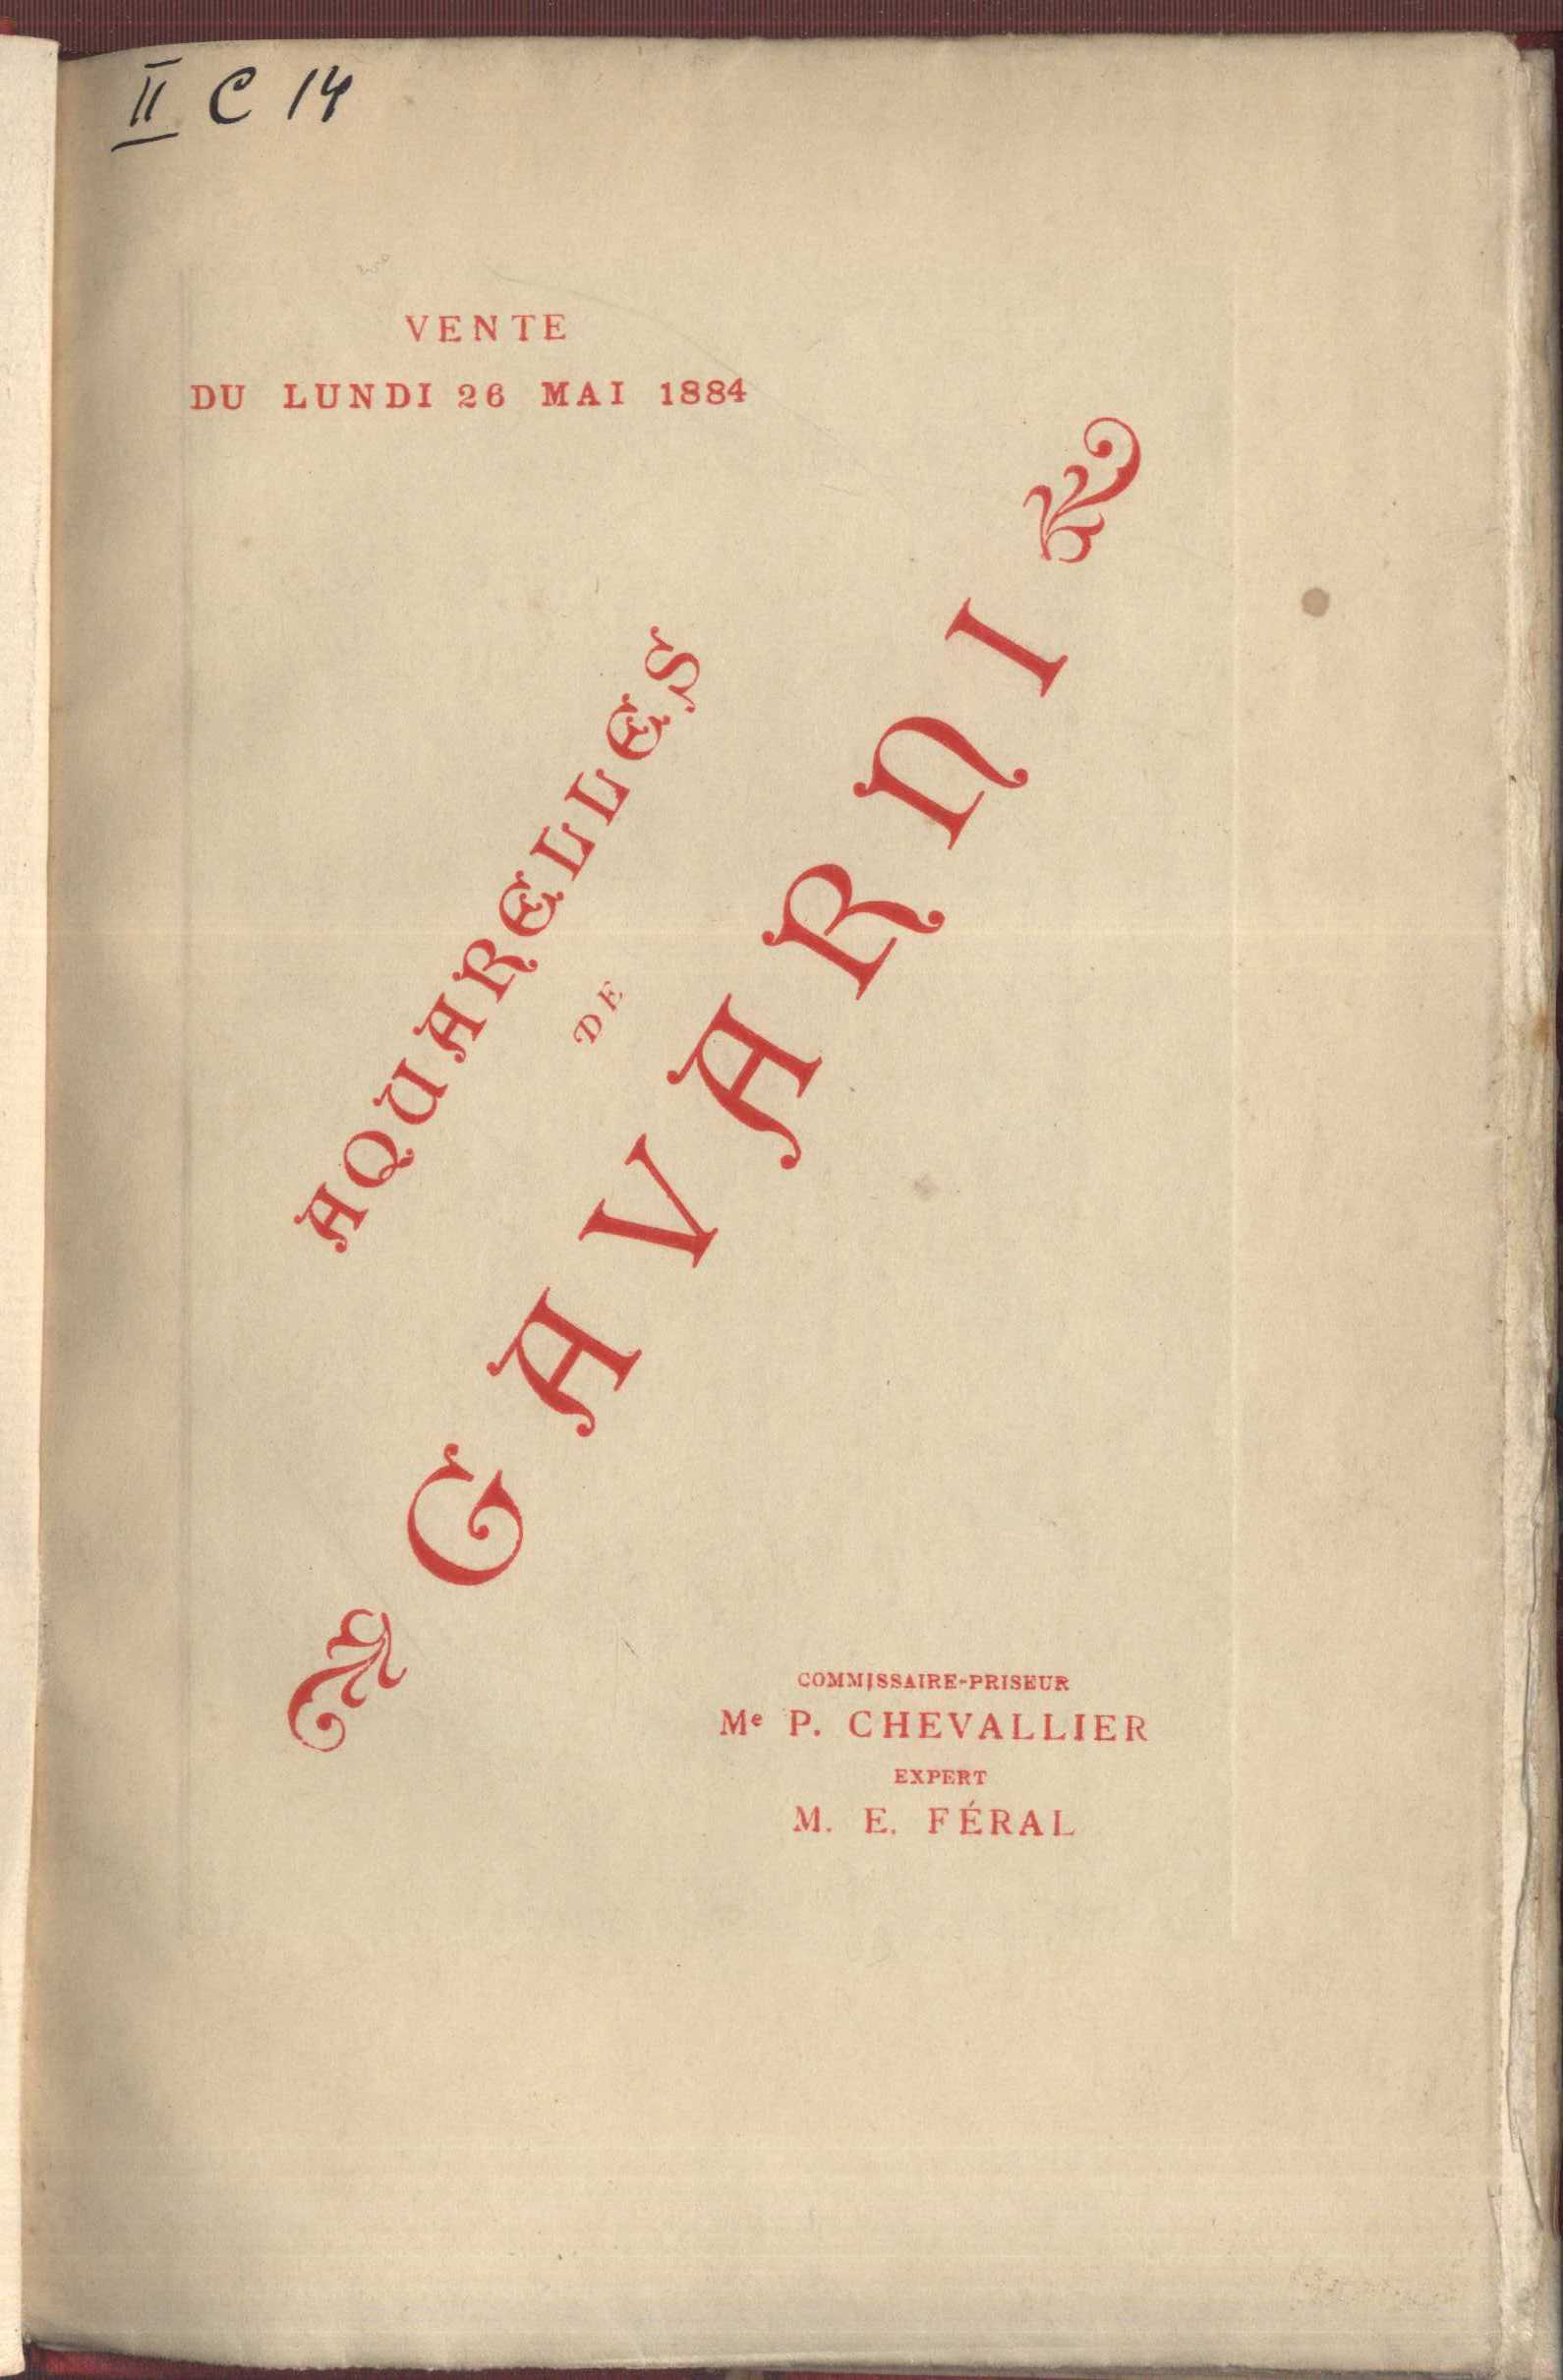 II C 14
VENTE
DU LUNDI 26 MAI 1884
AQUARELLES
DE
GAVARNI
COMMISSAIRE-PRISEUR
Me P. CHEVALLIER
EXPERT
M. E. FÉRAL